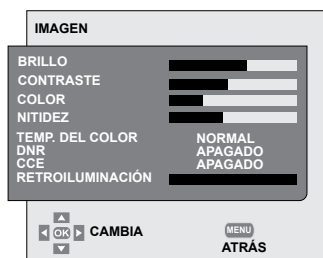 IMAGEN
BRILLO
CONTRASTE
COLOR
NITIDEZ
TEMP. DEL COLOR NORMAL
DNR APAGADO
CCE APAGADO
RETROILUMINACIÓN
OK CAMBIA MENU
ATRÁS